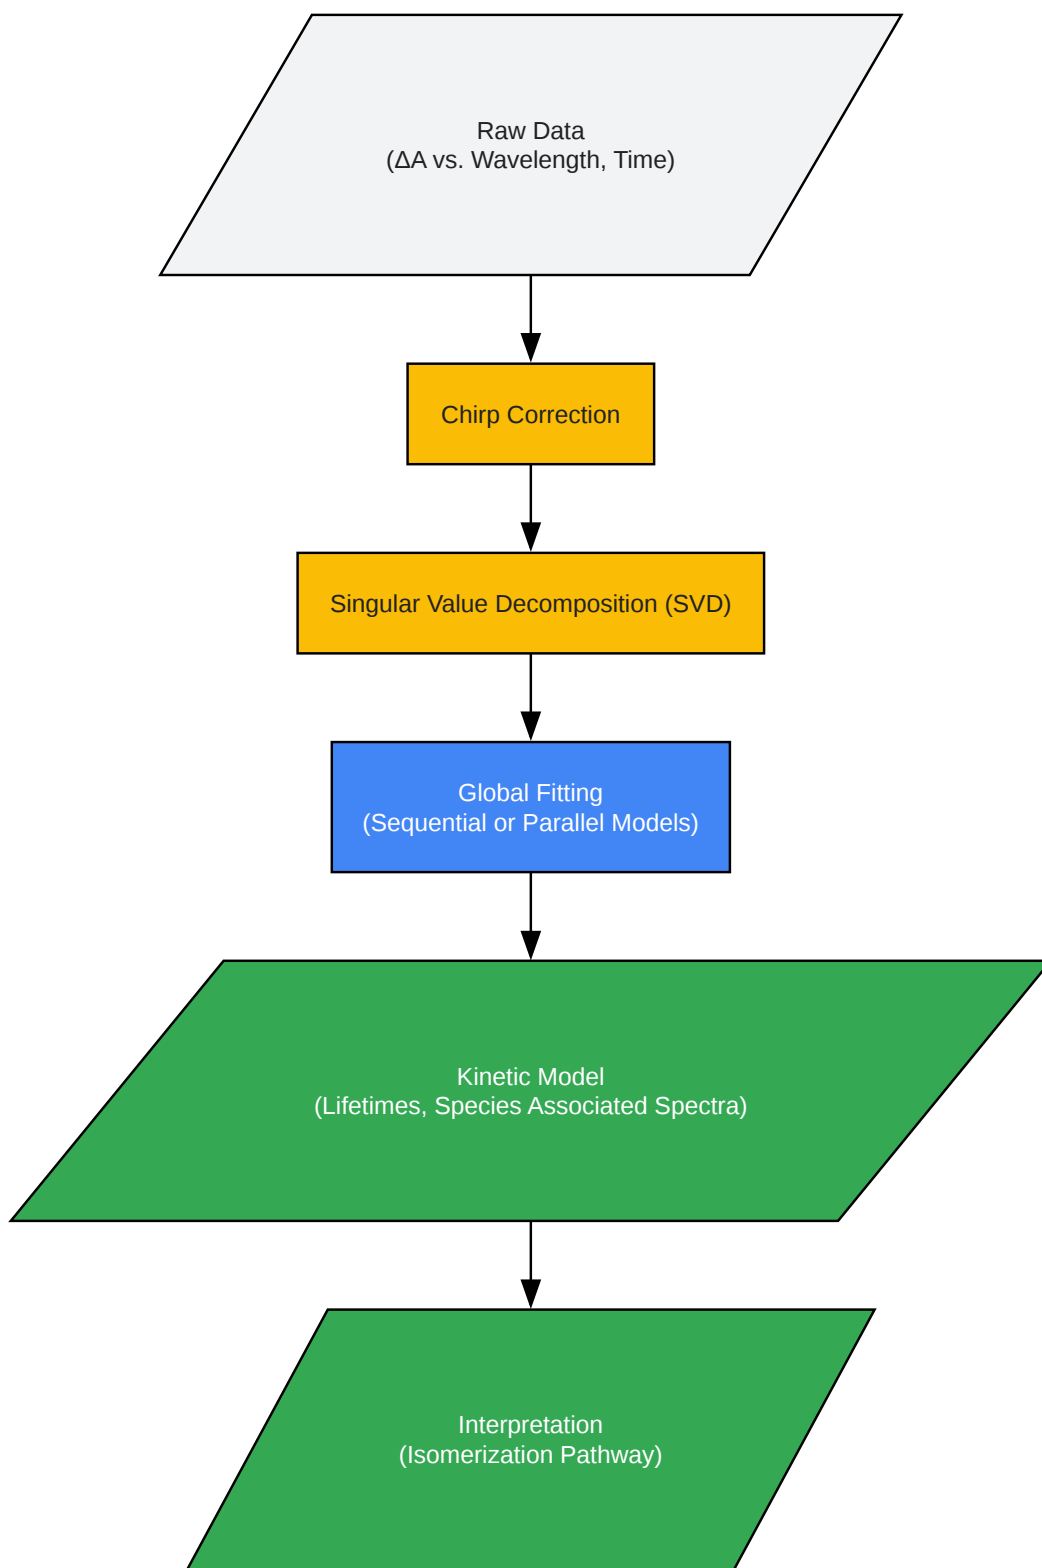 Raw Data
(ΔA vs. Wavelength, Time)
Chirp Correction
Singular Value Decomposition (SVD)
Global Fitting
(Sequential or Parallel Models)
Kinetic Model
(Lifetimes, Species Associated Spectra)
Interpretation
(Isomerization Pathway)